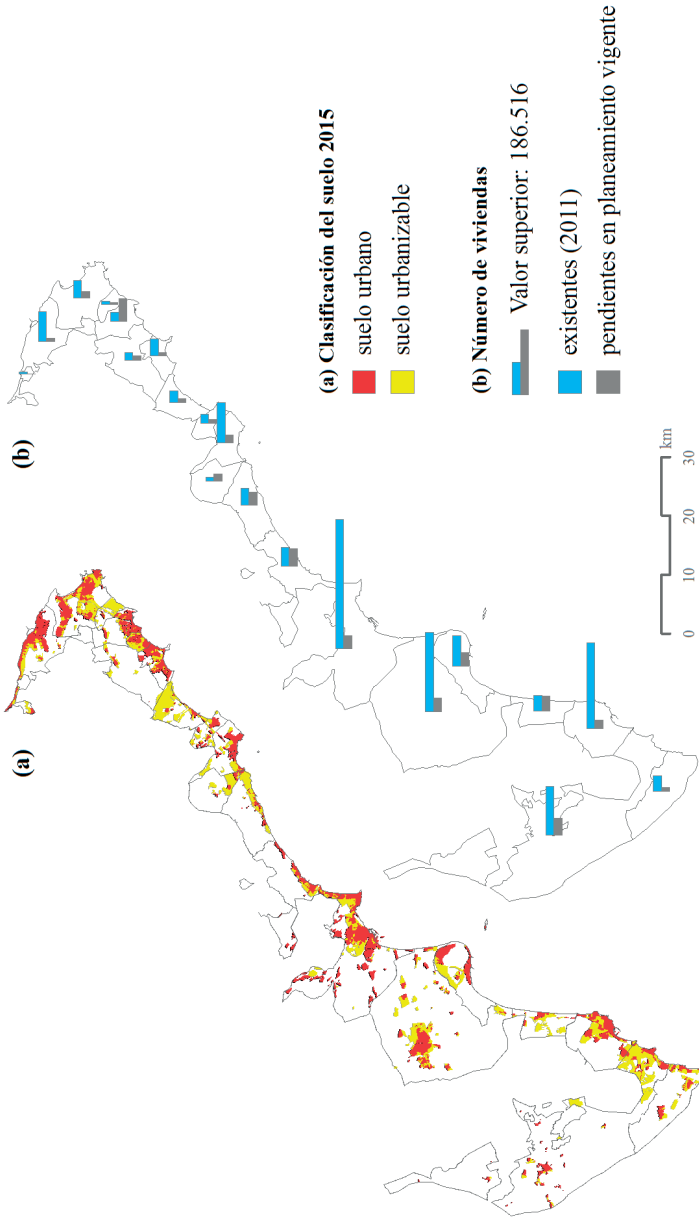 (a)
(b)
(a) Clasificación del suelo 2015
suelo urbano
suelo urbanizable
(b) Número de viviendas
Valor superior: 186.516
existentes (2011)
pendientes en planeamiento vigente
km
0 10 20 30